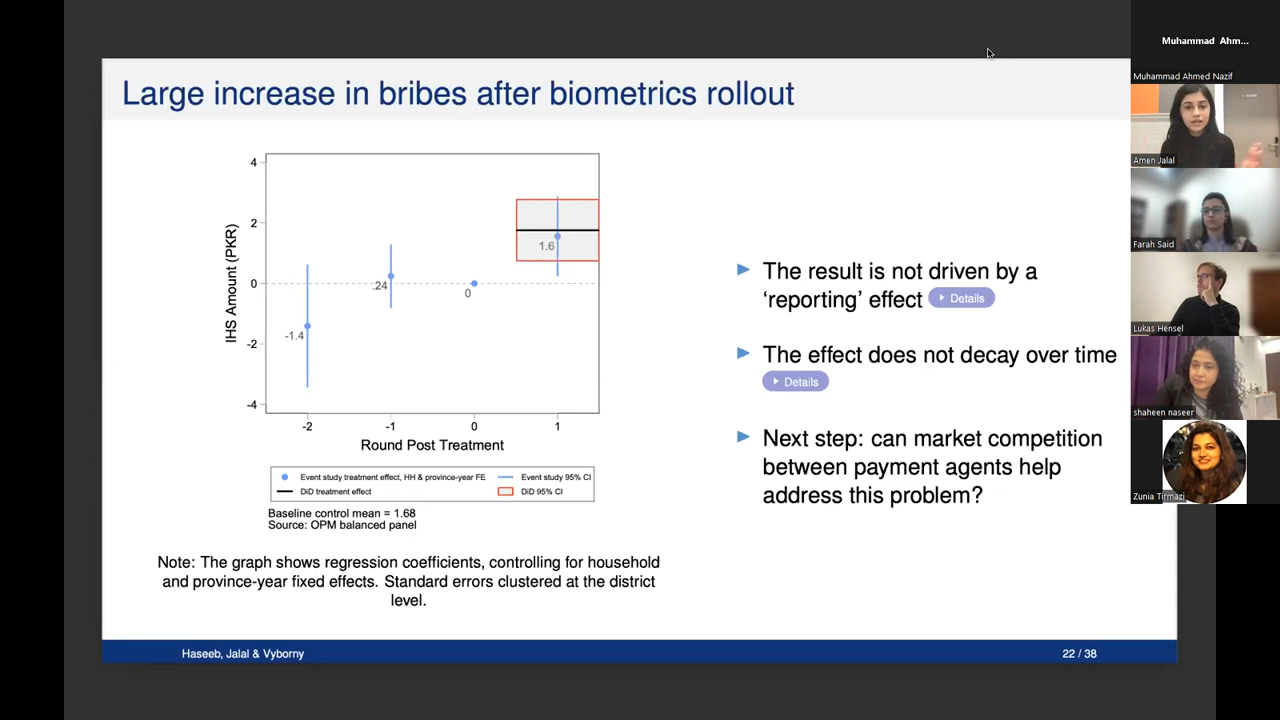 Large increase in bribes after biometrics rollout
4
2
0
-2
-4
IHS Amount (PKR)
-1.4
.24
0
1.6
-2
-1
0
1
Round Post Treatment
Event study treatment effect, HH & province-year FE
Event study 95% CI
DiD treatment effect
DiD 95% CI
Baseline control mean = 1.68
Source: OPM balanced panel
Note: The graph shows regression coefficients, controlling for household
and province-year fixed effects. Standard errors clustered at the district
level.
The result is not driven by a
‘reporting’ effect Details
The effect does not decay over time
Details
Next step: can market competition
between payment agents help
address this problem?
Haseeb, Jalal & Vyborny
22 / 38
Muhammad Ahm...
Muhammad Ahmed Nazif
Amen Jalal
Farah Said
Lukas Hensel
shaheen naseer
Zunia Tirmazi